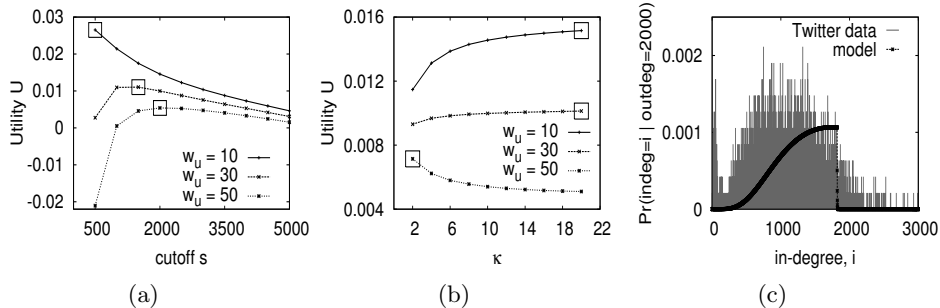 Utility U
0.03
0.02
0.01
0
-0.01
-0.02
w_u = 10
w_u = 30
w_u = 50
500
2000
3500
5000
cutoff s
(a)
Utility U
0.016
0.012
0.008
0.004
w_u = 10
w_u = 30
w_u = 50
2
6
10
14
18
22
κ
(b)
Pr(indeg=i | outdeg=2000)
0.002
0.001
0
Twitter data
model
0
1000
2000
3000
in-degree, i
(c)